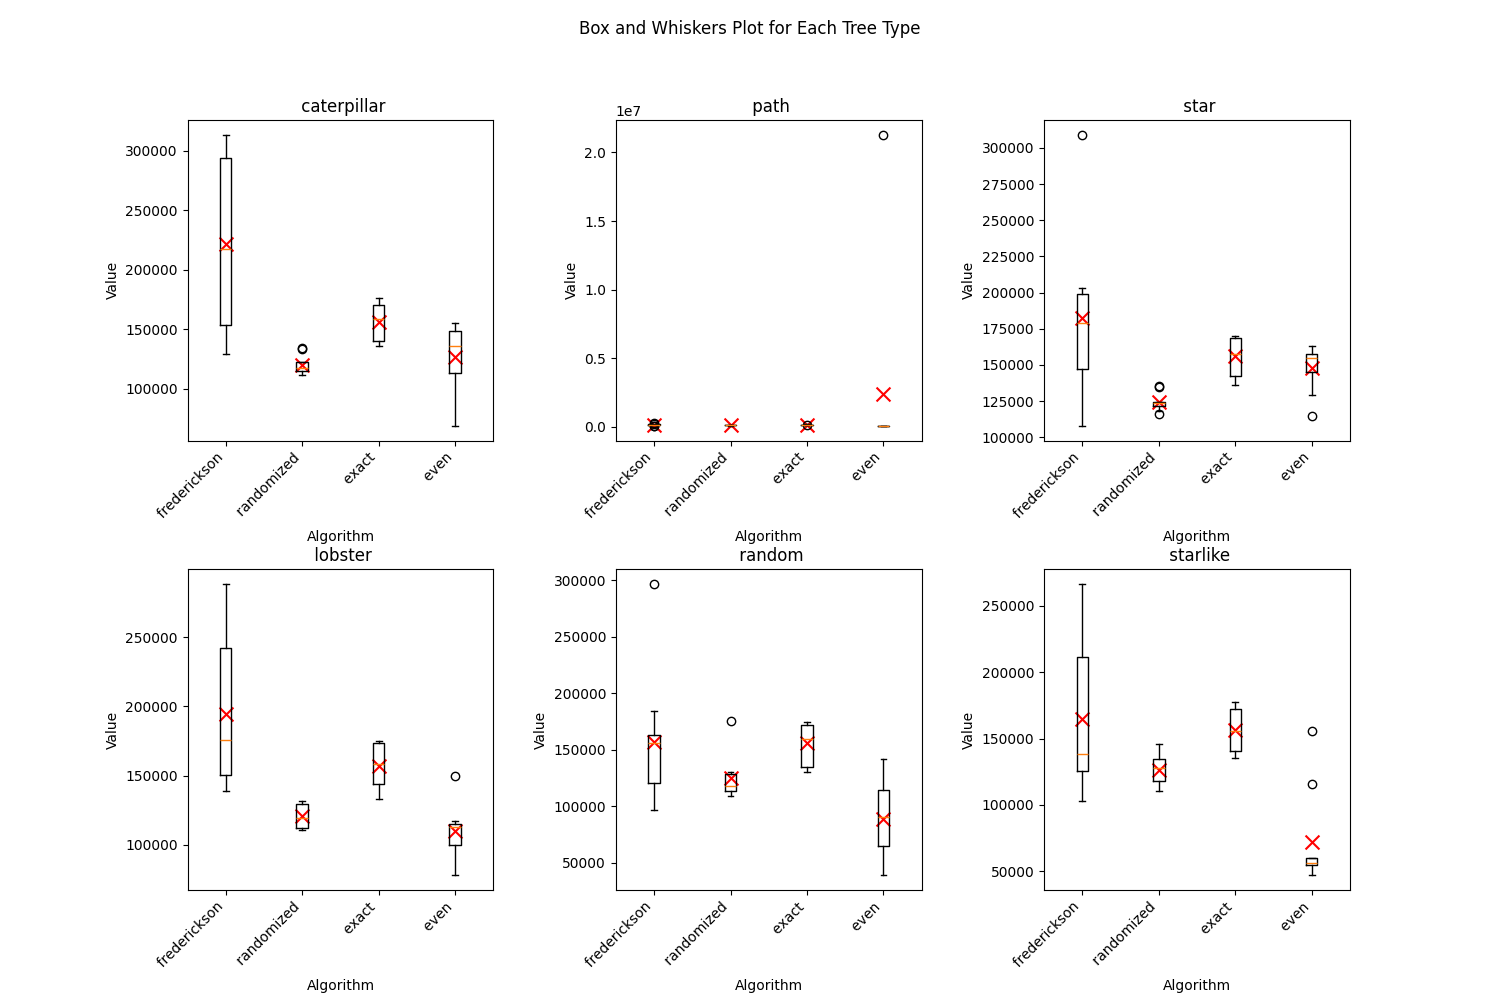 Box and Whiskers Plot for Each Tree Type
caterpillar
300000
250000
200000
150000
100000
Value
frederickson
randomized
exact
even
Algorithm
path
1e7
2.0
1.5
1.0
0.5
0.0
Value
frederickson
randomized
exact
even
Algorithm
star
300000
275000
250000
225000
200000
175000
150000
125000
100000
Value
frederickson
randomized
exact
even
Algorithm
lobster
250000
200000
150000
100000
Value
frederickson
randomized
exact
even
Algorithm
random
300000
250000
200000
150000
100000
50000
Value
frederickson
randomized
exact
even
Algorithm
starlike
250000
200000
150000
100000
50000
Value
frederickson
randomized
exact
even
Algorithm